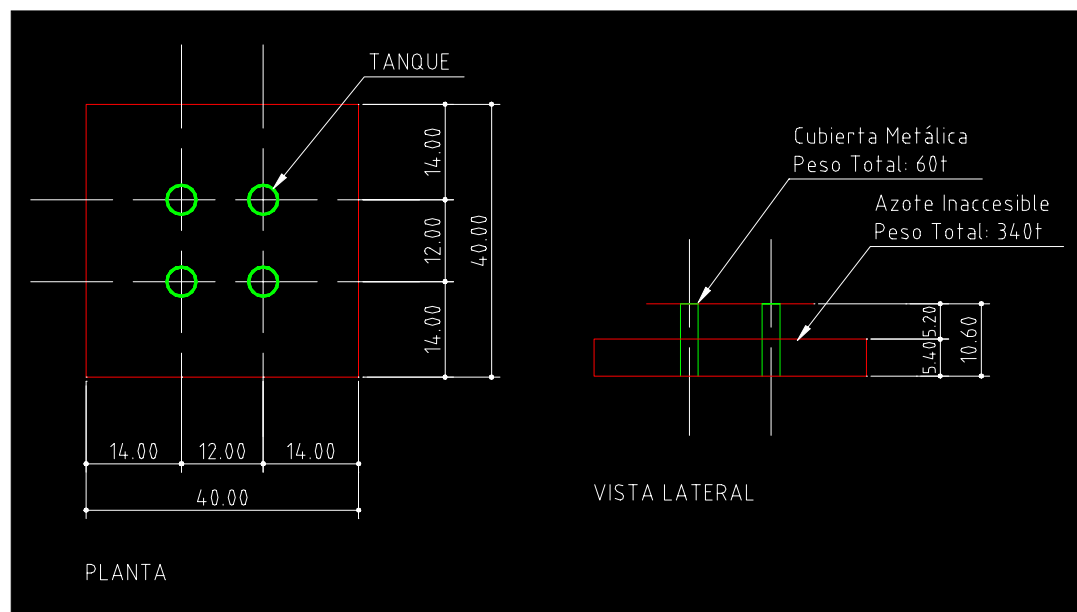 TANQUE
14.00
12.00
14.00
40.00
14.00
12.00
14.00
40.00
PLANTA
Cubierta Metálica
Peso Total: 60t
Azote Inaccesible
Peso Total: 340t
5.20
5.40
10.60
VISTA LATERAL